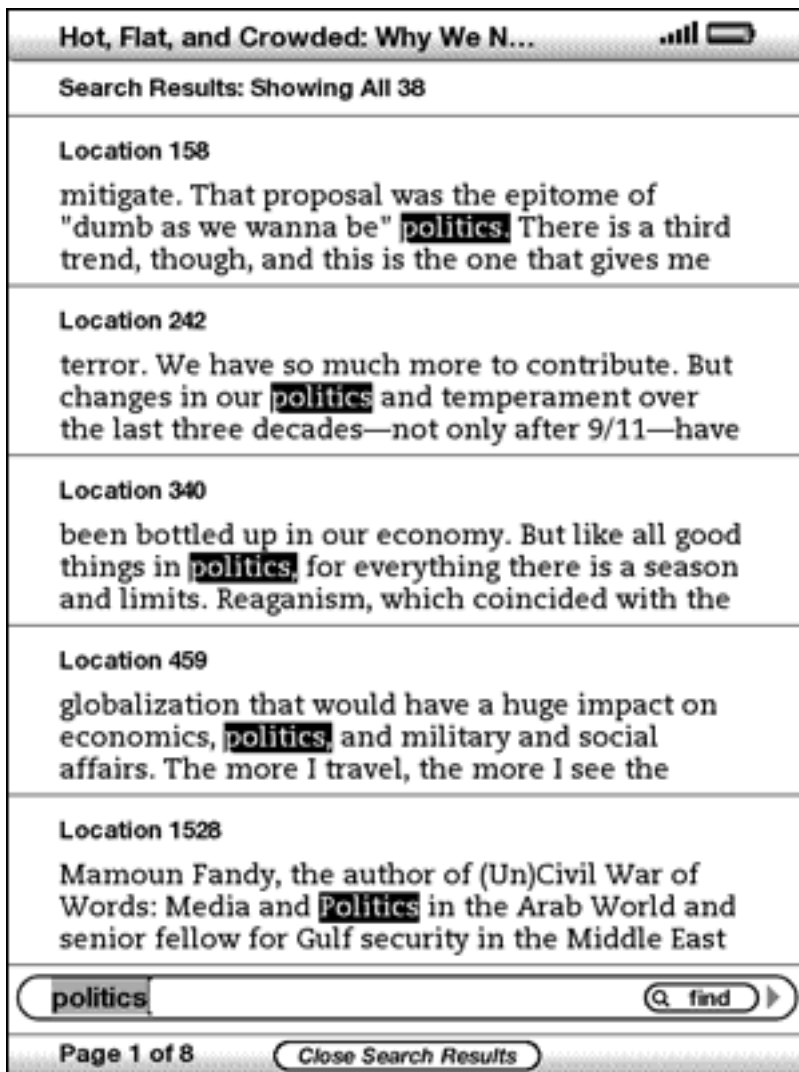 Hot, Flat, and Crowded: Why We N...
Search Results: Showing All 38
Location 158
mitigate. That proposal was the epitome of
"dumb as we wanna be" politics. There is a third
trend, though, and this is the one that gives me
Location 242
terror. We have so much more to contribute. But
changes in our politics and temperament over
the last three decades—not only after 9/11—have
Location 340
been bottled up in our economy. But like all good
things in politics, for everything there is a season
and limits. Reaganism, which coincided with the
Location 459
globalization that would have a huge impact on
economics, politics, and military and social
affairs. The more I travel, the more I see the
Location 1528
Mamoun Fandy, the author of (Un)Civil War of
Words: Media and Politics in the Arab World and
senior fellow for Gulf security in the Middle East
politics find
Page 1 of 8 Close Search Results